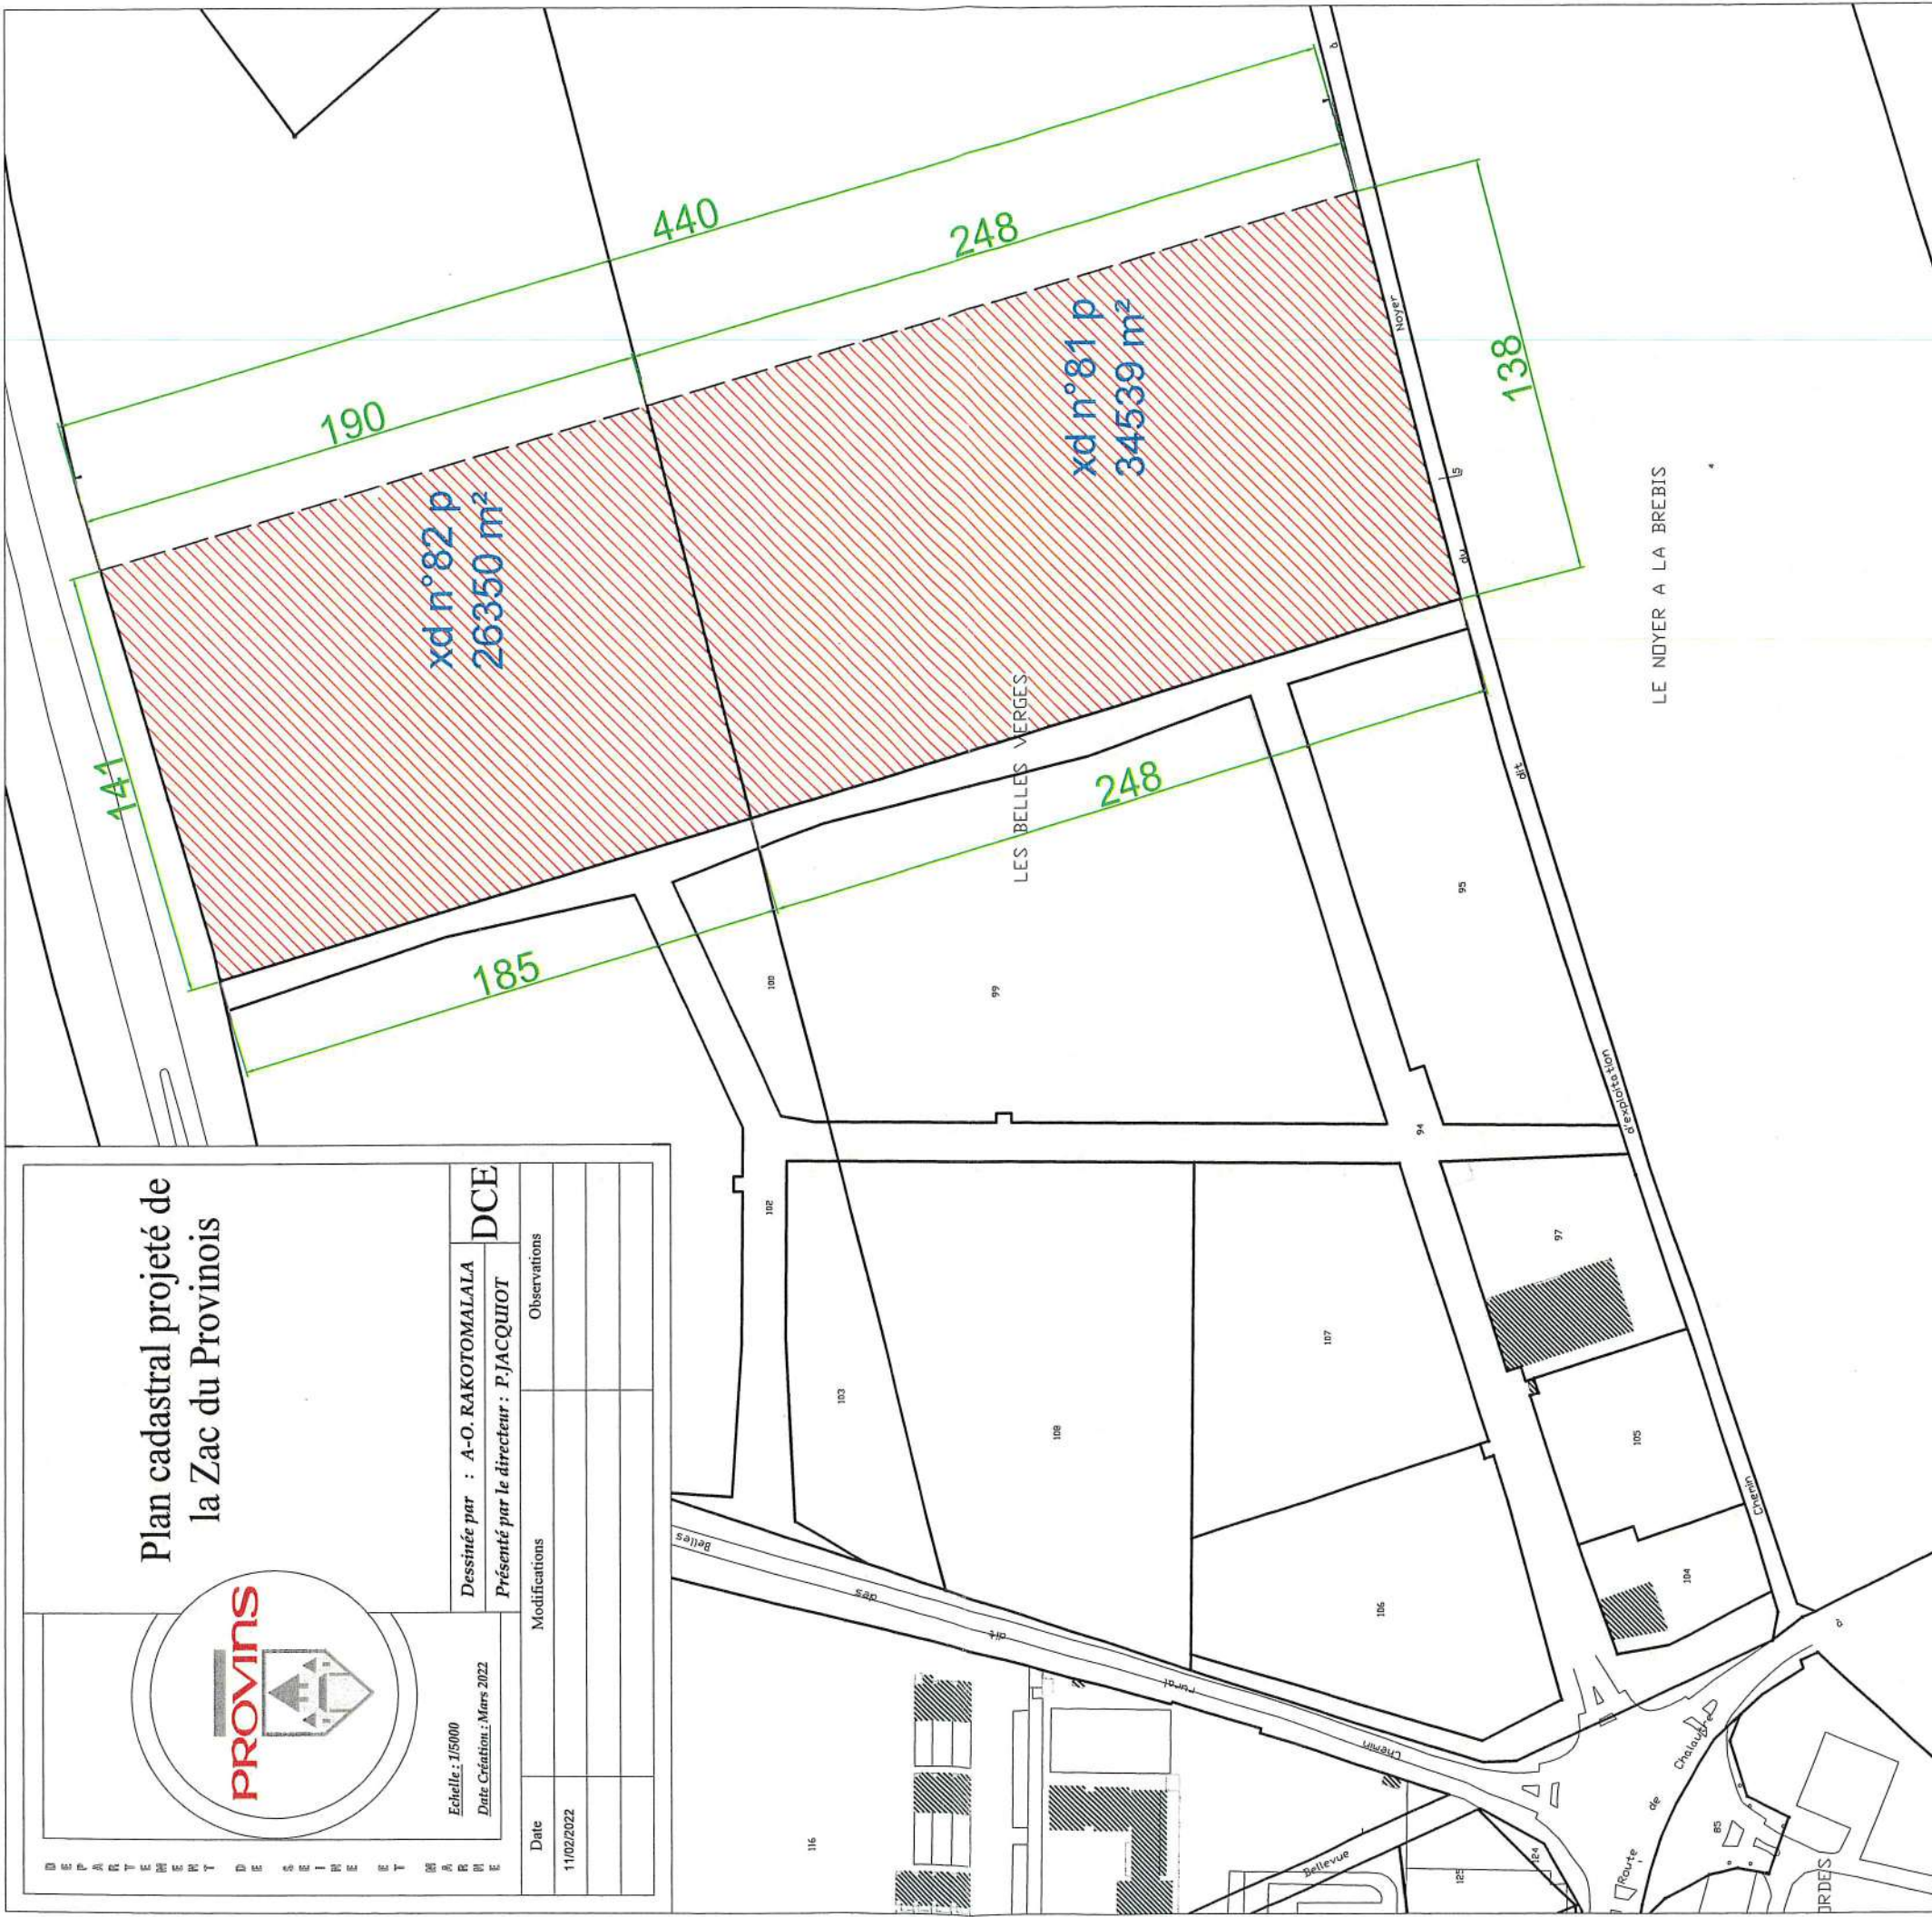 DEPARTEMENT DE SEINE ET MARNE
PROVINS
Plan cadastral projeté de
la Zac du Provinois
Echelle : 1/5000
Date Création : Mars 2022
Dessinée par : A-O. RAKOTOMALALA
Présenté par le directeur : P.JACQUIOT
DCE
Date
Modifications
Observations
11/02/2022
141
190
440
248
xd n°82 p
26350 m²
xd n°81 p
34539 m²
138
185
248
LES BELLES VERGES
LE NOYER A LA BREBIS
100
99
95
94
102
103
108
107
97
105
104
106
116
125
124
85
15
4
Chemin
d'exploitation
dit
du
Noyer
à
Chemin
rural
dit
des
Belles
Bellevue
Route
de
Chalautre
d'
ORDES